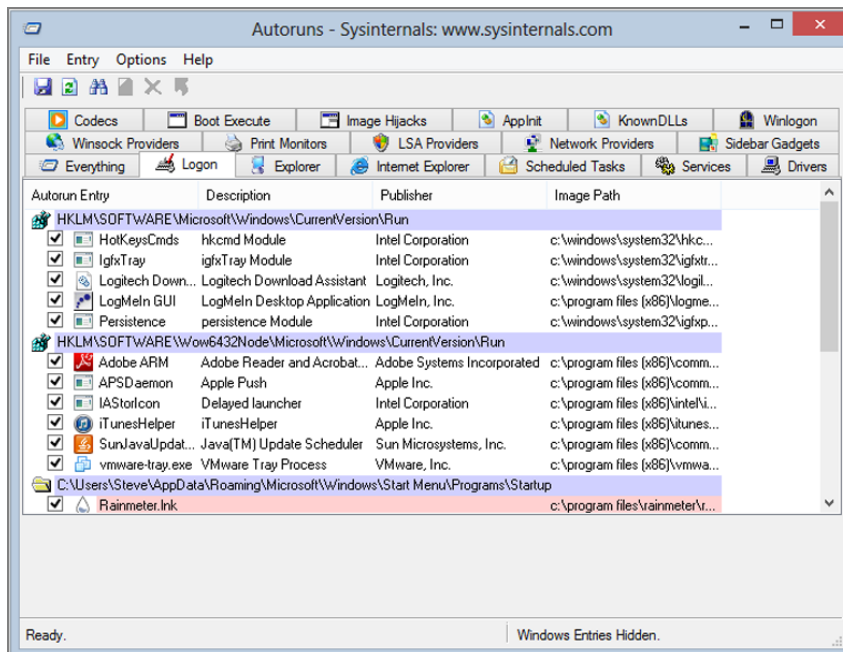 Autoruns - Sysinternals: www.sysinternals.com
File Entry Options Help
Codecs Boot Execute Image Hijacks AppInit KnownDLLs Winlogon
Winsock Providers Print Monitors LSA Providers Network Providers Sidebar Gadgets
Everything Logon Explorer Internet Explorer Scheduled Tasks Services Drivers
Autorun Entry Description Publisher Image Path
HKLM\SOFTWARE\Microsoft\Windows\CurrentVersion\Run
HotKeysCmds hkcmd Module Intel Corporation c:\windows\system32\hkc...
IgfxTray igfxTray Module Intel Corporation c:\windows\system32\igfxtr...
Logitech Down... Logitech Download Assistant Logitech, Inc. c:\windows\system32\logil...
LogMeIn GUI LogMeIn Desktop Application LogMeIn, Inc. c:\program files (x86)\logme...
Persistence persistence Module Intel Corporation c:\windows\system32\igfxp...
HKLM\SOFTWARE\Wow6432Node\Microsoft\Windows\CurrentVersion\Run
Adobe ARM Adobe Reader and Acrobat... Adobe Systems Incorporated c:\program files (x86)\comm...
APSDaemon Apple Push Apple Inc. c:\program files (x86)\comm...
IAStorIcon Delayed launcher Intel Corporation c:\program files (x86)\intel\i...
iTunesHelper iTunesHelper Apple Inc. c:\program files (x86)\itunes...
SunJavaUpdat... Java(TM) Update Scheduler Sun Microsystems, Inc. c:\program files (x86)\comm...
vmware-tray.exe VMware Tray Process VMware, Inc. c:\program files (x86)\vmwa...
C:\Users\Steve\AppData\Roaming\Microsoft\Windows\Start Menu\Programs\Startup
Rainmeter.lnk c:\program files\rainmeter\r...
Ready. Windows Entries Hidden.